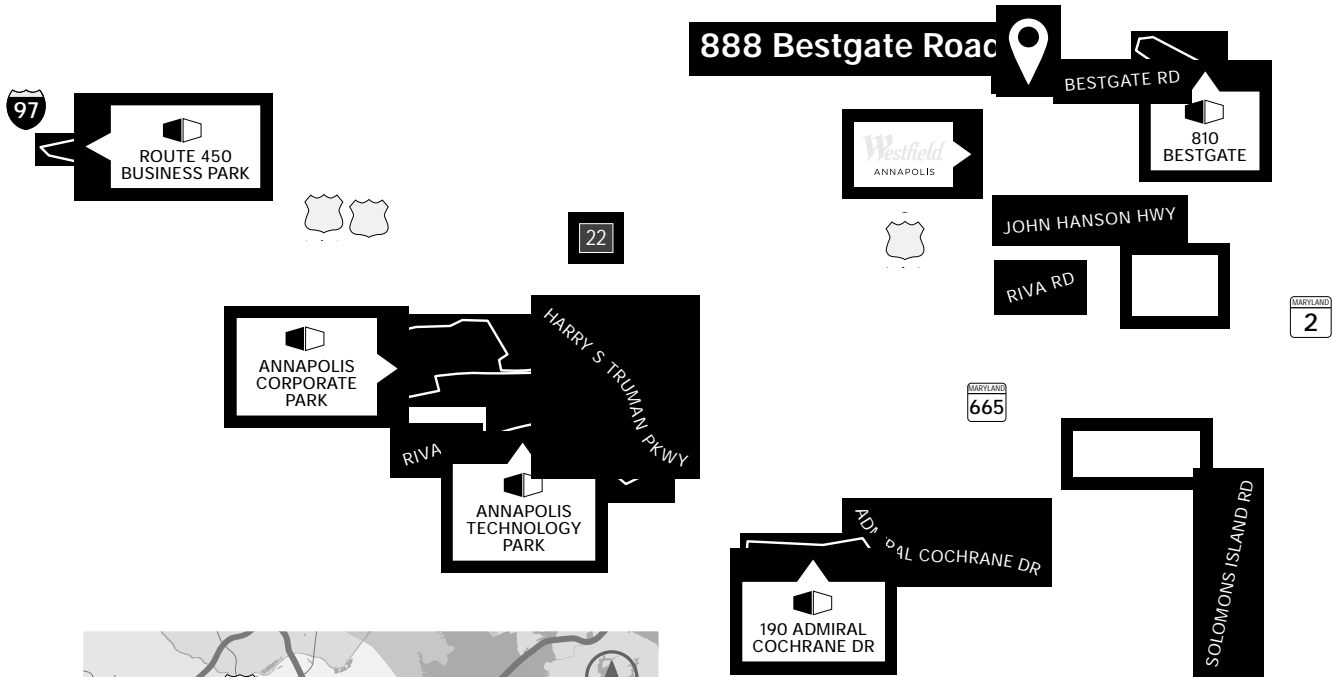 888 Bestgate Road
BESTGATE RD
97
ROUTE 450
BUSINESS PARK
810
BESTGATE
Westfield
ANNAPOLIS
JOHN HANSON HWY
22
RIVA RD
MARYLAND
2
HARRY S TRUMAN PKWY
ANNAPOLIS
CORPORATE
PARK
MARYLAND
665
RIVA
ANNAPOLIS
TECHNOLOGY
PARK
ADMIRAL COCHRANE DR
SOLOMONS ISLAND RD
190 ADMIRAL
COCHRANE DR